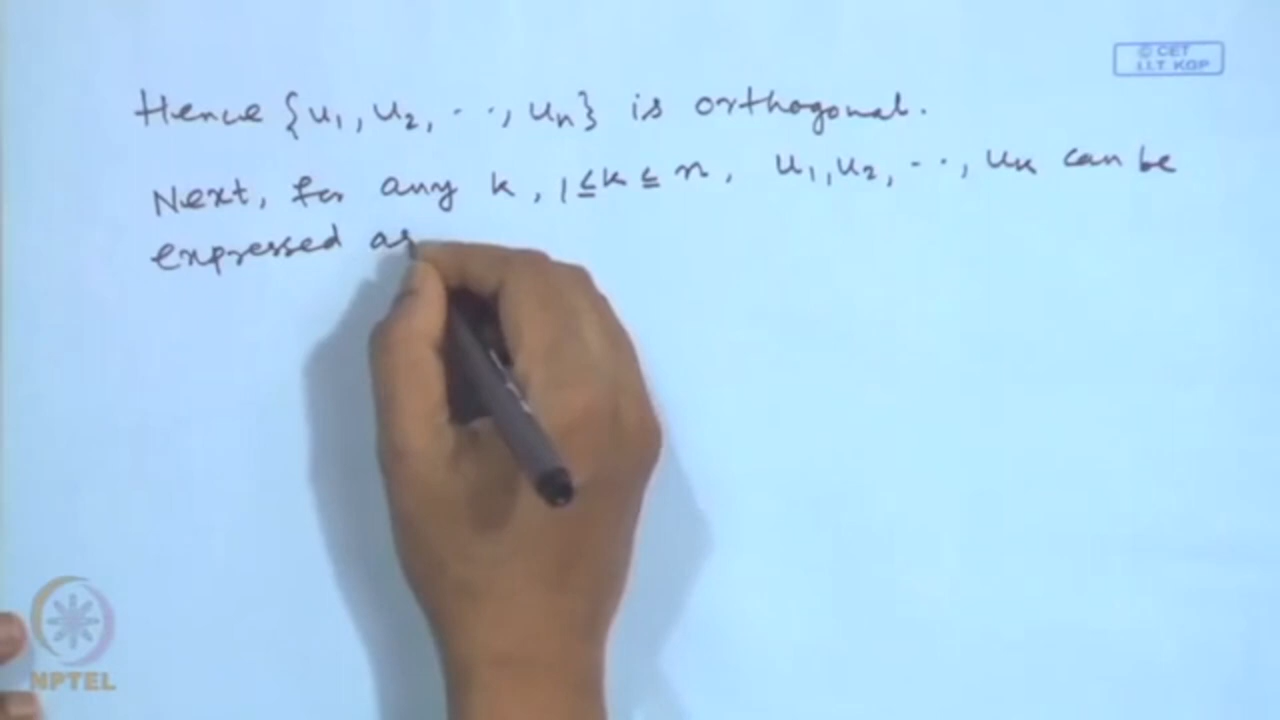 © CET
I.I.T KGP
Hence {u₁, u₂, ..., uₙ} is orthogonal.
Next, for any k, 1≤k≤n, u₁, u₂, ..., uₖ can be
expressed as
NPTEL